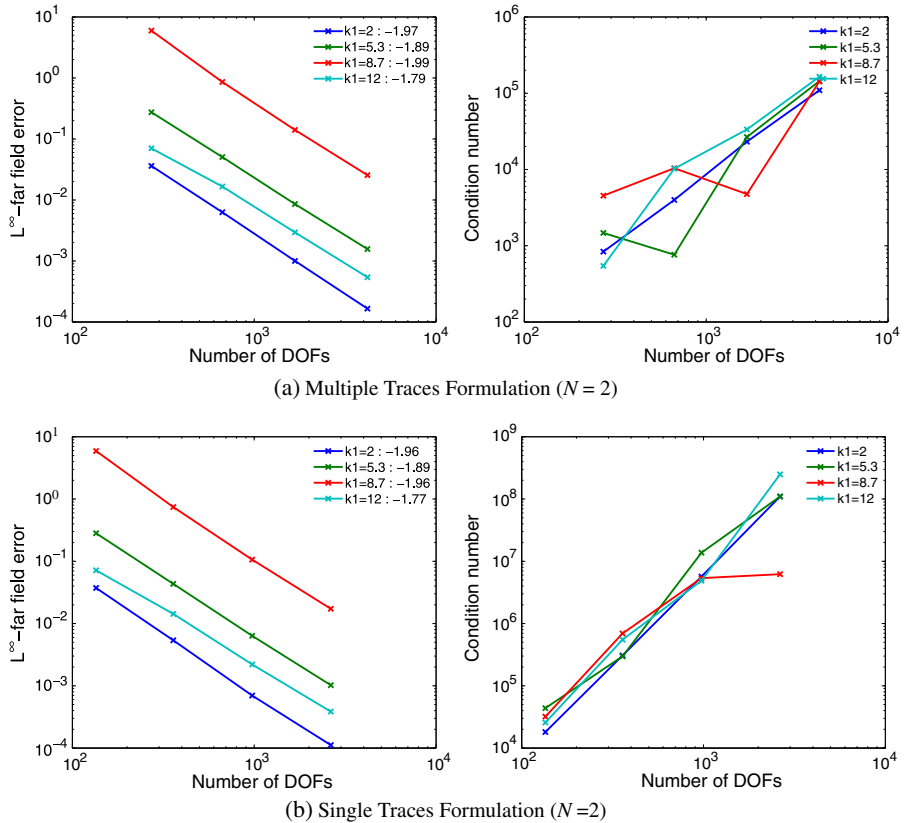 10^1
10^0
10^−1
10^−2
10^−3
10^−4
L^∞−far field error
k1=2 : −1.97
k1=5.3 : −1.89
k1=8.7 : −1.99
k1=12 : −1.79
10^2
10^3
10^4
Number of DOFs
10^6
10^5
10^4
10^3
10^2
Condition number
k1=2
k1=5.3
k1=8.7
k1=12
10^2
10^3
10^4
Number of DOFs
(a) Multiple Traces Formulation (N = 2)
10^1
10^0
10^−1
10^−2
10^−3
10^−4
L^∞−far field error
k1=2 : −1.96
k1=5.3 : −1.89
k1=8.7 : −1.96
k1=12 : −1.77
10^2
10^3
10^4
Number of DOFs
10^9
10^8
10^7
10^6
10^5
10^4
Condition number
k1=2
k1=5.3
k1=8.7
k1=12
10^2
10^3
10^4
Number of DOFs
(b) Single Traces Formulation (N=2)